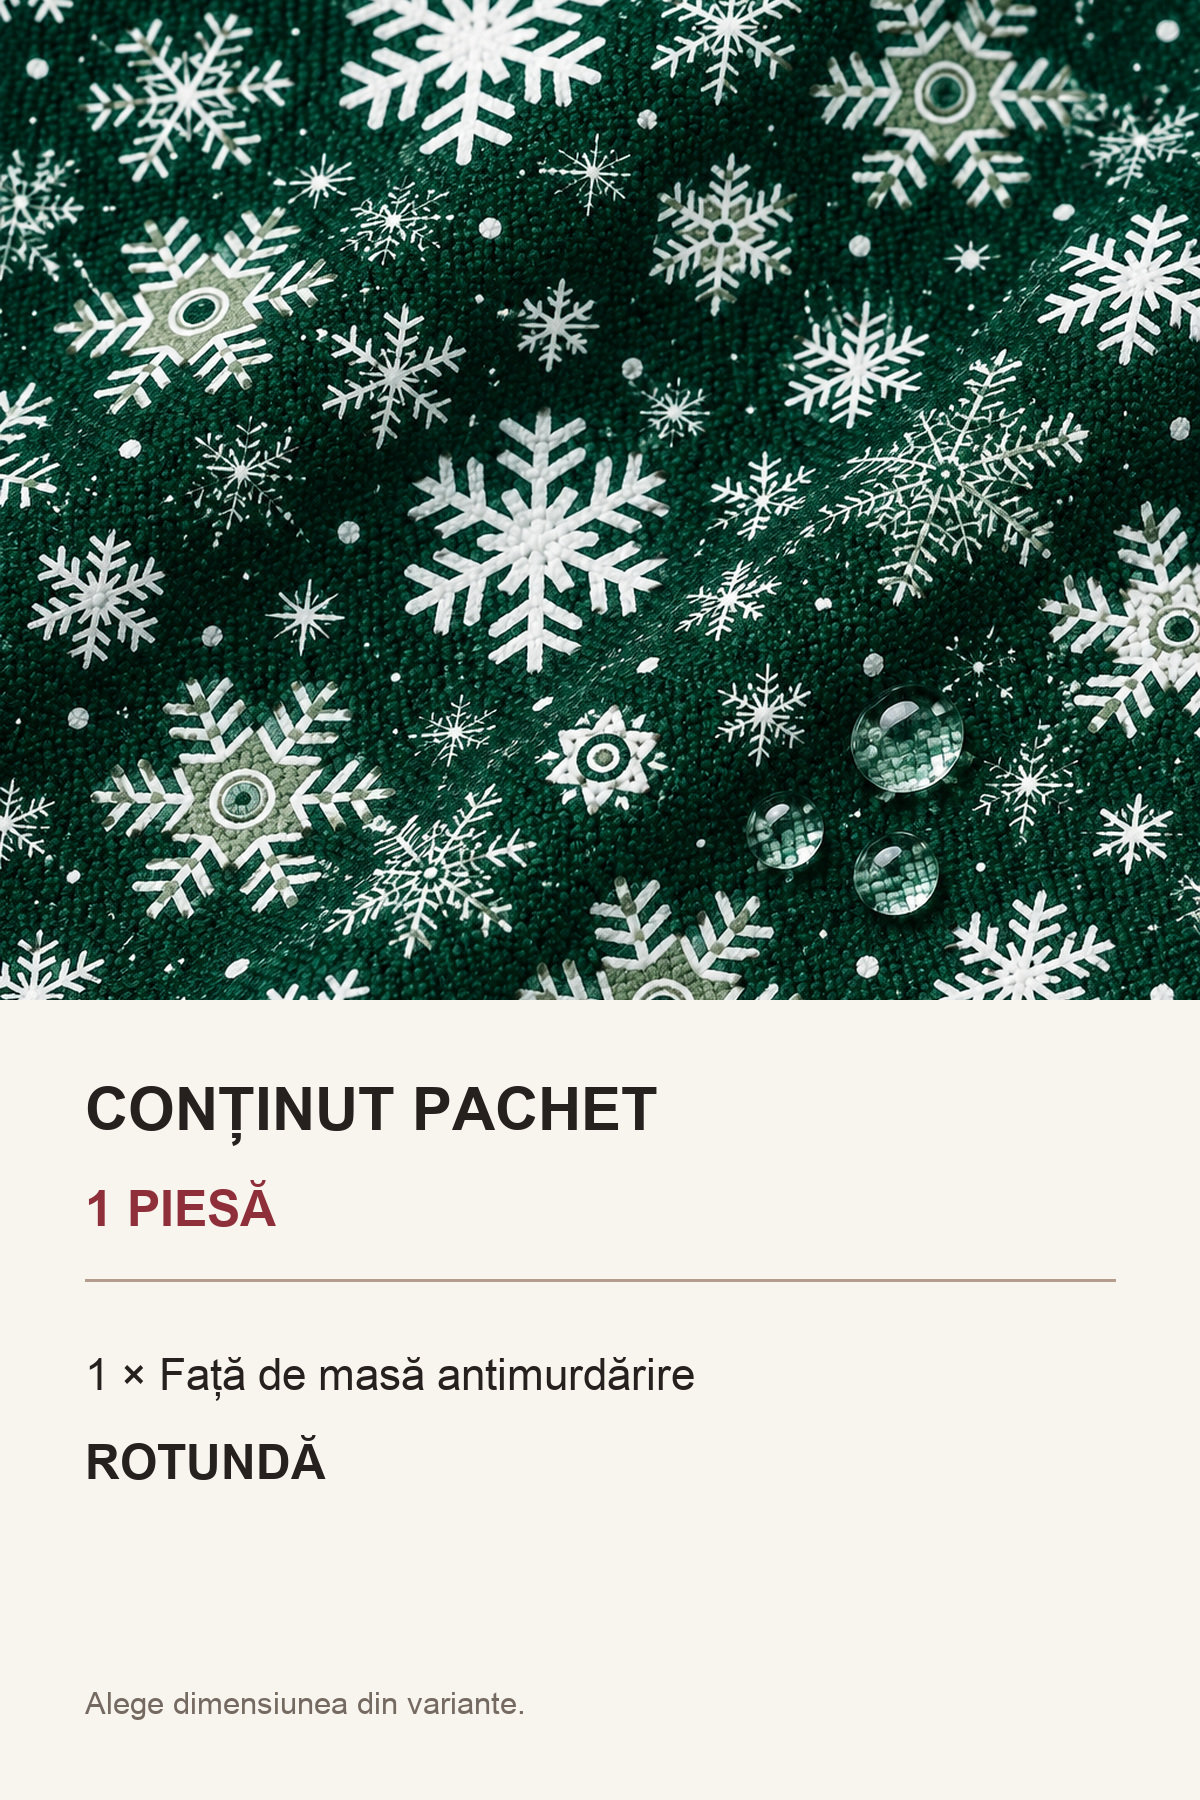 CONȚINUT PACHET
1 PIESĂ
1 × Față de masă antimurdărire
ROTUNDĂ
Alege dimensiunea din variante.